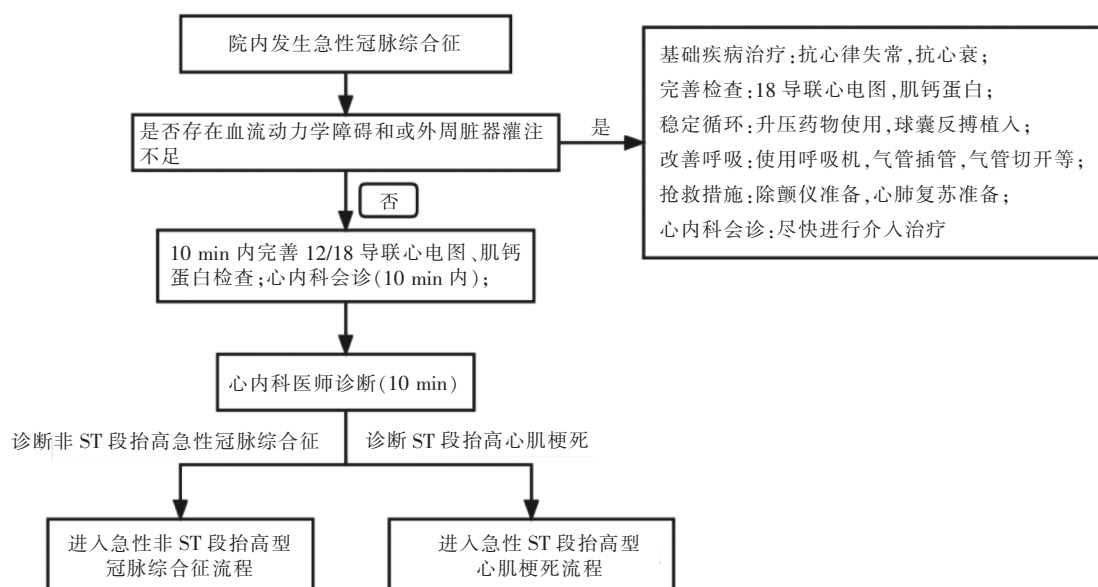 院内发生急性冠脉综合征
是否存在血流动力学障碍和或外周脏器灌注
不足
是
基础疾病治疗:抗心律失常,抗心衰;
完善检查:18 导联心电图,肌钙蛋白;
稳定循环:升压药物使用,球囊反搏植入;
改善呼吸:使用呼吸机,气管插管,气管切开等;
抢救措施:除颤仪准备,心肺复苏准备;
心内科会诊:尽快进行介入治疗
否
10 min 内完善 12/18 导联心电图、肌钙
蛋白检查;心内科会诊(10 min 内);
心内科医师诊断(10 min)
诊断非 ST 段抬高急性冠脉综合征
诊断 ST 段抬高心肌梗死
进入急性非 ST 段抬高型
冠脉综合征流程
进入急性 ST 段抬高型
心肌梗死流程